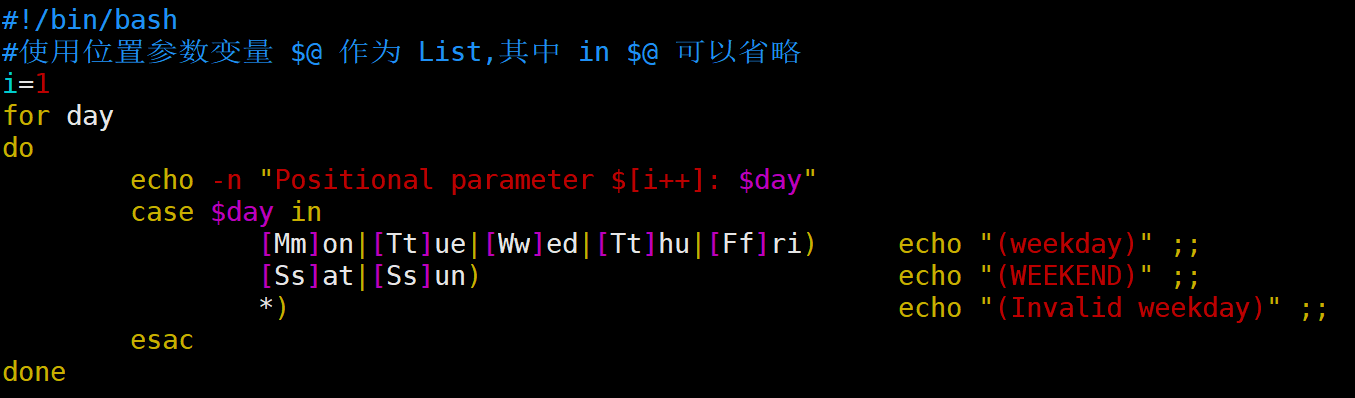 #!/bin/bash
#使用位置参数变量 $@ 作为 List,其中 in $@ 可以省略
i=1
for day
do
        echo -n "Positional parameter $[i++]: $day"
        case $day in
                [Mm]on|[Tt]ue|[Ww]ed|[Tt]hu|[Ff]ri)     echo "(weekday)" ;;
                [Ss]at|[Ss]un)                          echo "(WEEKEND)" ;;
                *)                                      echo "(Invalid weekday)" ;;
        esac
done